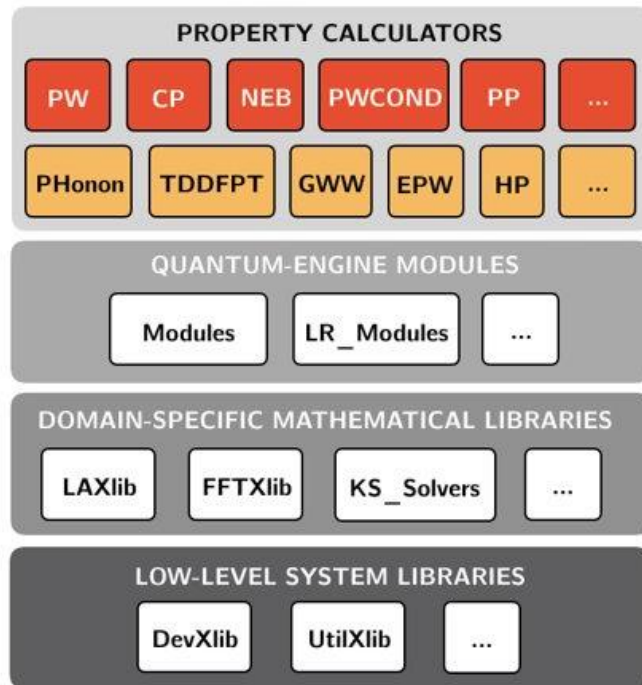 PROPERTY CALCULATORS
PW CP NEB PWCOND PP ...
PHonon TDDFPT GWW EPW HP ...
QUANTUM-ENGINE MODULES
Modules LR_Modules ...
DOMAIN-SPECIFIC MATHEMATICAL LIBRARIES
LAXlib FFTXlib KS_Solvers ...
LOW-LEVEL SYSTEM LIBRARIES
DevXlib UtilXlib ...